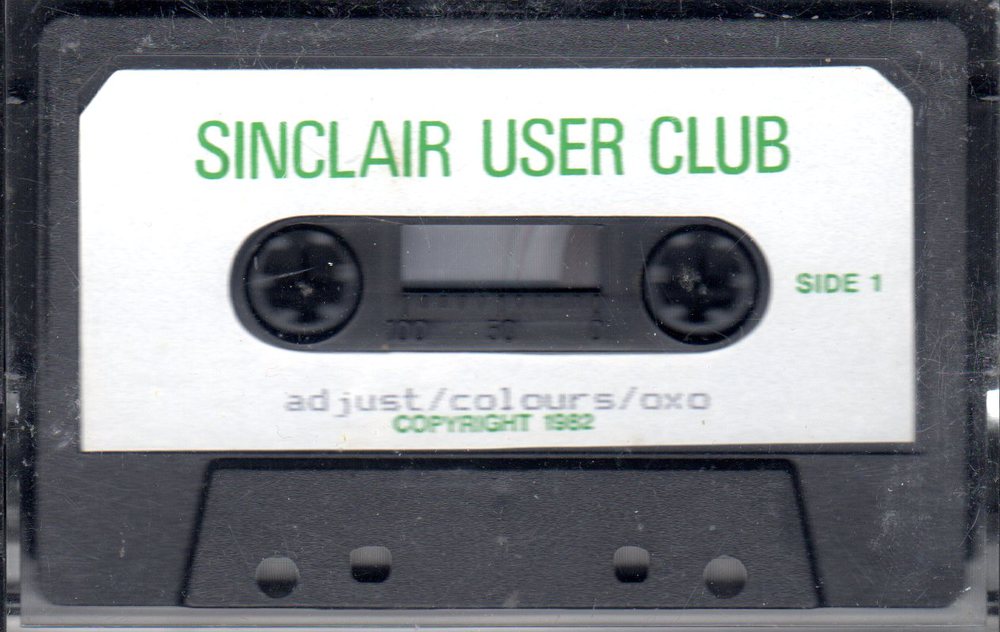 SINCLAIR USER CLUB
SIDE 1
100 50 0
adjust/colours/oxo
COPYRIGHT 1982